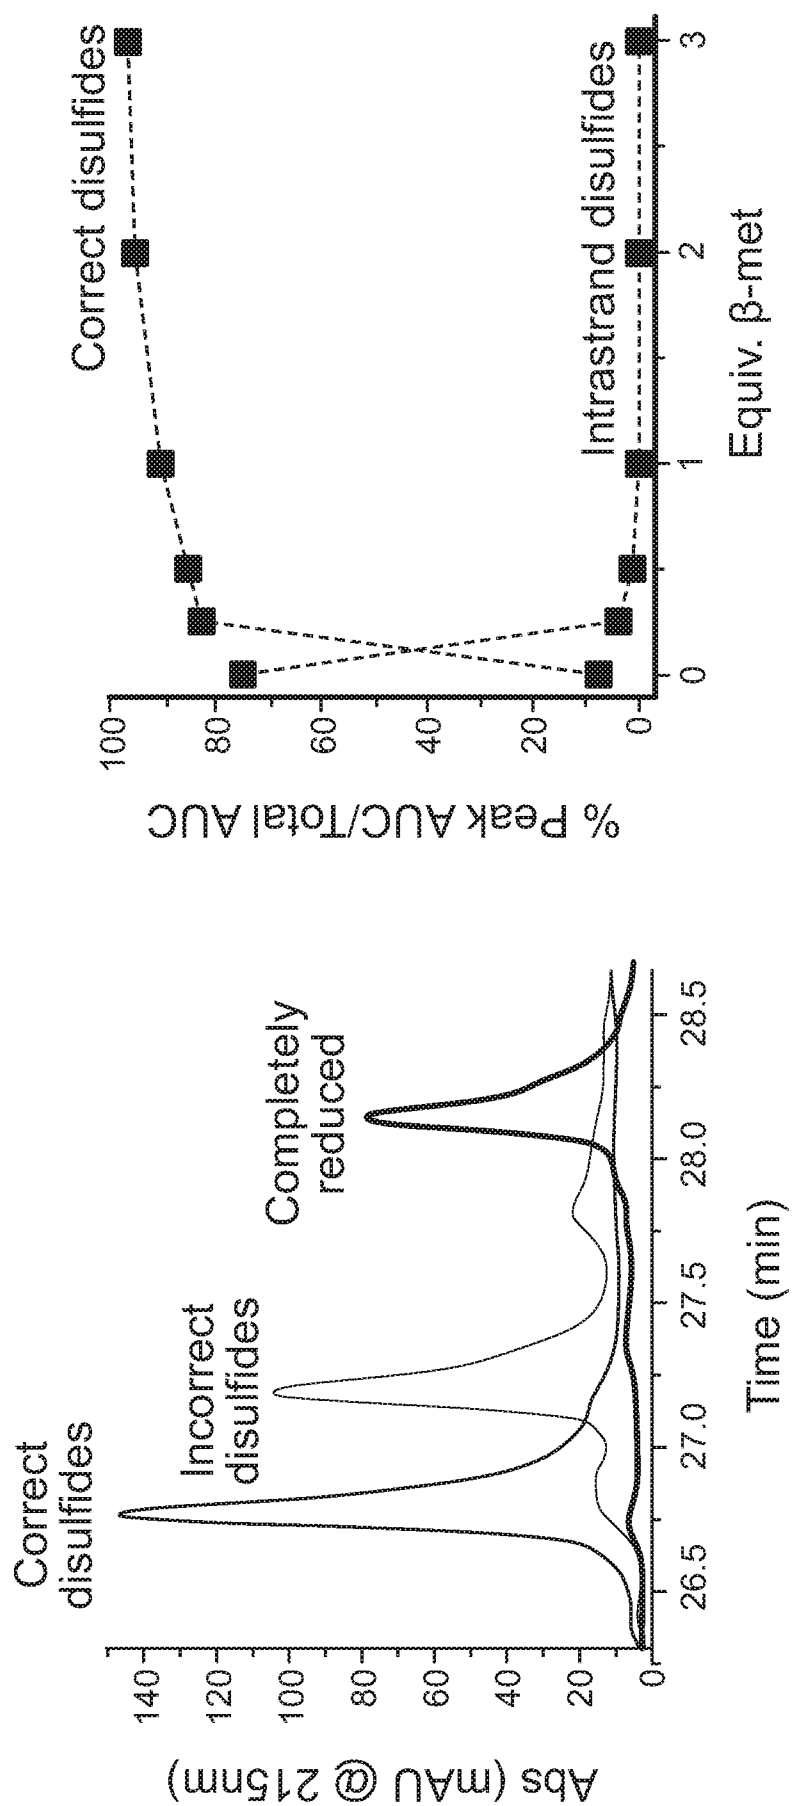 Correct
disulfides
Incorrect
disulfides
Completely
reduced
Abs (mAU @ 215nm)
140
120
100
80
60
40
20
0
26.5
27.0
27.5
28.0
28.5
Time (min)
% Peak AUC/Total AUC
100
80
60
40
20
0
Correct disulfides
Intrastrand disulfides
0
1
2
3
Equiv. β-met